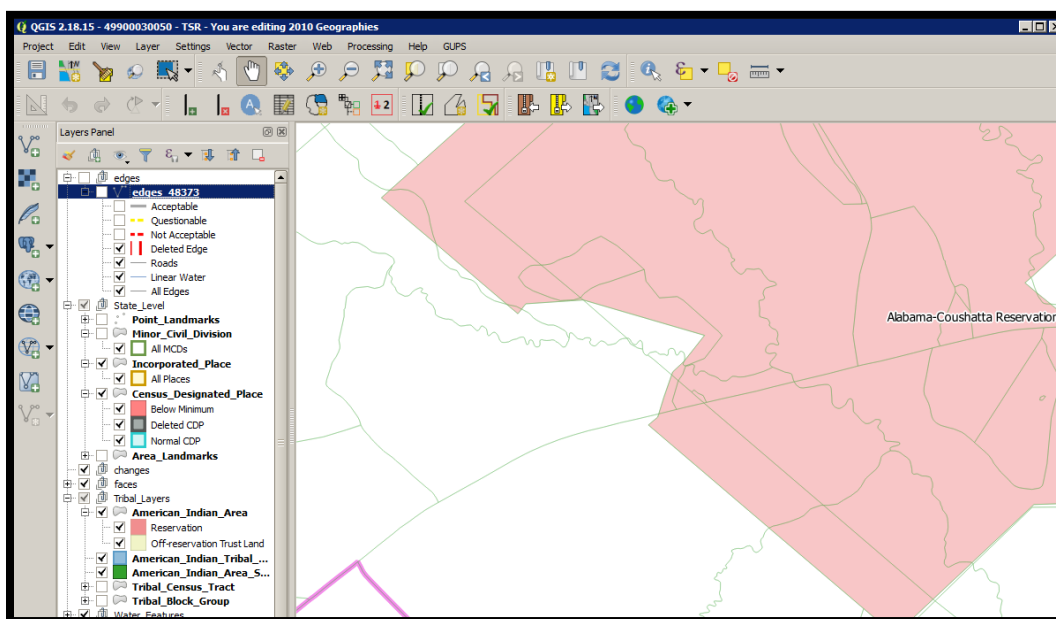 QGIS 2.18.15 - 49900030050 - TSR - You are editing 2010 Geographies
Project Edit View Layer Settings Vector Raster Web Processing Help GUPS
Layers Panel
edges
edges_48373
Acceptable
Questionable
Not Acceptable
Deleted Edge
Roads
Linear Water
All Edges
State_Level
Point_Landmarks
Minor_Civil_Division
All MCDs
Incorporated_Place
All Places
Census_Designated_Place
Below Minimum
Deleted CDP
Normal CDP
Area_Landmarks
changes
faces
Tribal_Layers
American_Indian_Area
Reservation
Off-reservation Trust Land
American_Indian_Tribal_...
American_Indian_Area_S...
Tribal_Census_Tract
Tribal_Block_Group
Water_Features
Alabama-Coushatta Reservation